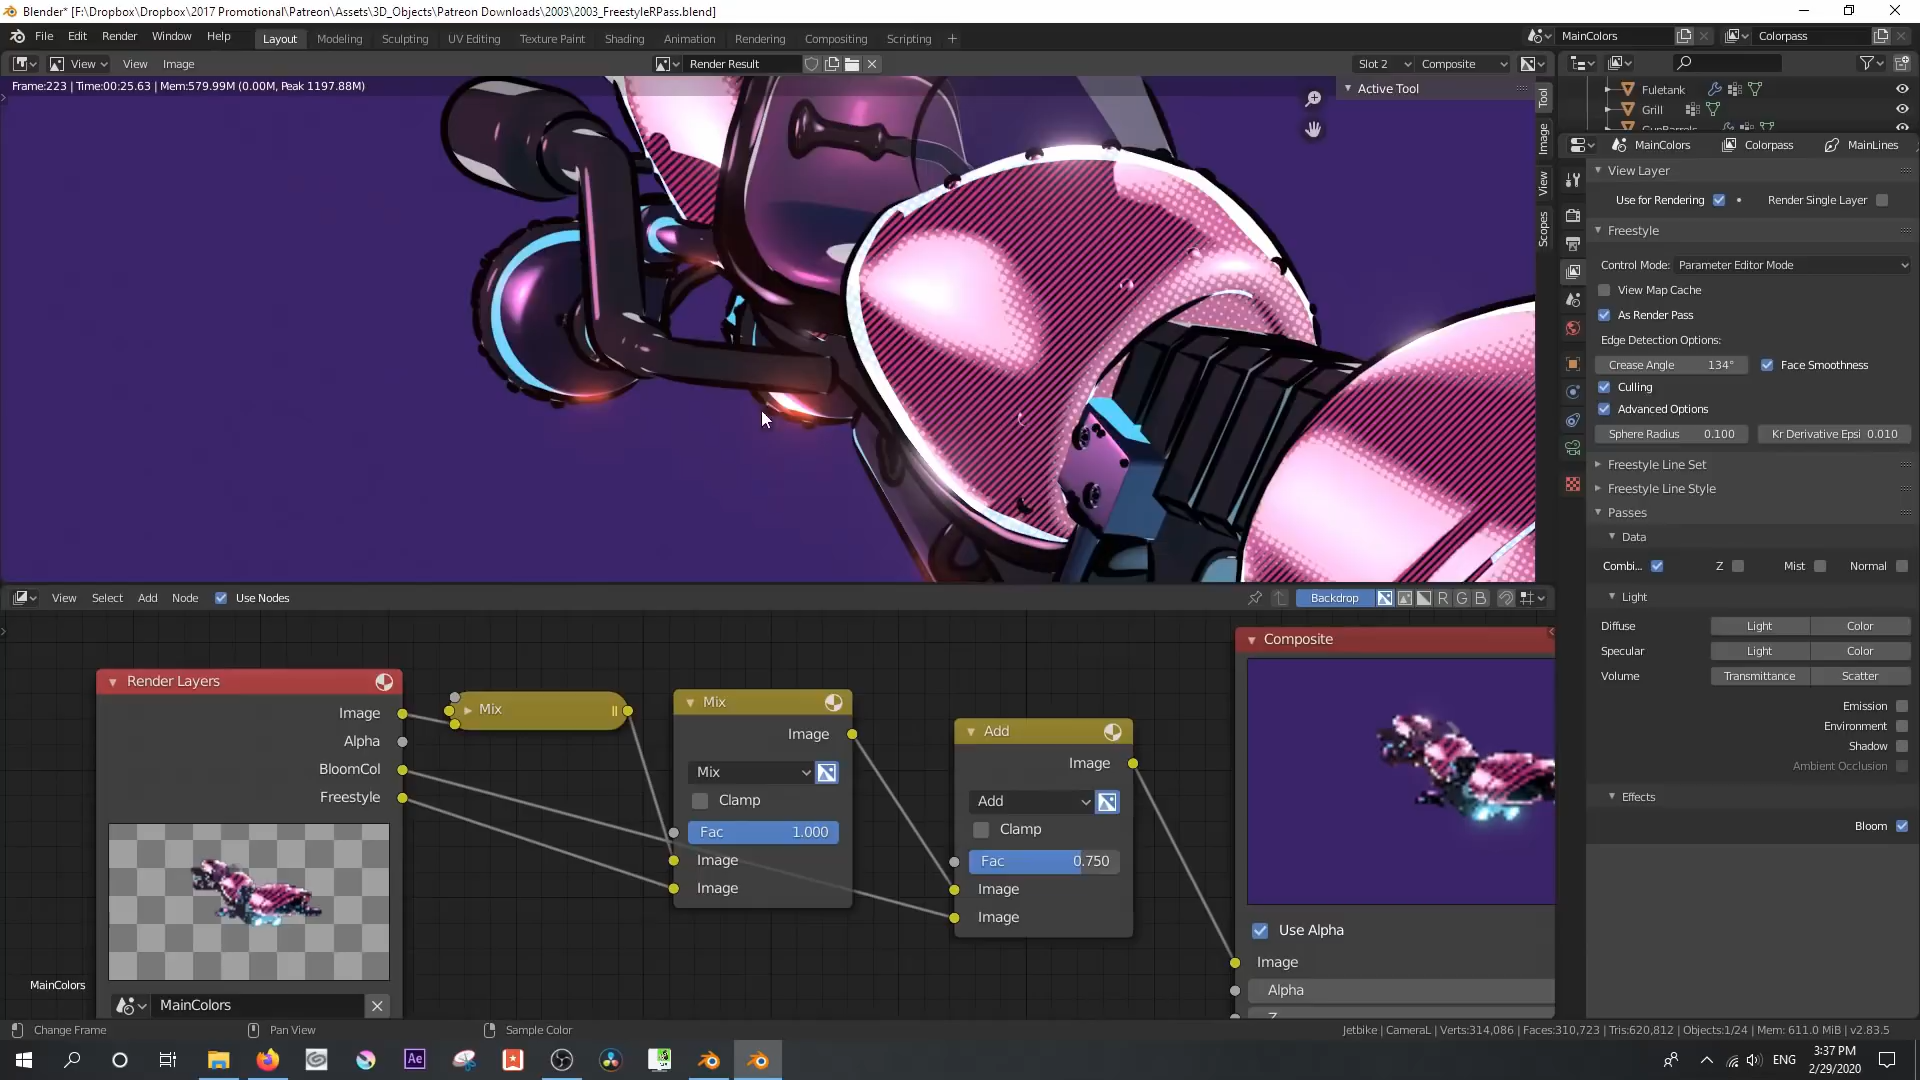 Blender* [F:\Dropbox\Dropbox\2017 Promotional\Patreon\Assets\3D_Objects\Patreon Downloads\2003\2003_FreestyleRPass.blend]
File Edit Render Window Help Layout Modeling Sculpting UV Editing Texture Paint Shading Animation Rendering Compositing Scripting + MainColors Colorpass
View View Image Render Result Slot 2 Composite
Frame:223 | Time:00:25.63 | Mem:579.99M (0.00M, Peak 1197.88M)
Active Tool
Tool
Image
View
Scopes
Fuletank
Grill
MainColors Colorpass MainLines
View Layer
Use for Rendering Render Single Layer
Freestyle
Control Mode: Parameter Editor Mode
View Map Cache
As Render Pass
Edge Detection Options:
Crease Angle 134° Face Smoothness
Culling
Advanced Options
Sphere Radius 0.100 Kr Derivative Epsi 0.010
Freestyle Line Set
Freestyle Line Style
Passes
Data
Combi... Z Mist Normal
Light
Diffuse Light Color
Specular Light Color
Volume Transmittance Scatter
Emission
Environment
Shadow
Ambient Occlusion
Effects
Bloom
View Select Add Node Use Nodes Backdrop R G B
Render Layers
Image
Alpha
BloomCol
Freestyle
MainColors
MainColors
Mix
Mix
Image
Mix
Clamp
Fac 1.000
Image
Image
Add
Image
Add
Clamp
Fac 0.750
Image
Image
Composite
Use Alpha
Image
Alpha
Z
Change Frame Pan View Sample Color Jetbike | CameraL | Verts:314,086 | Faces:310,723 | Tris:620,812 | Objects:1/24 | Mem: 611.0 MiB | v2.83.5
Ae
ENG
3:37 PM
2/29/2020